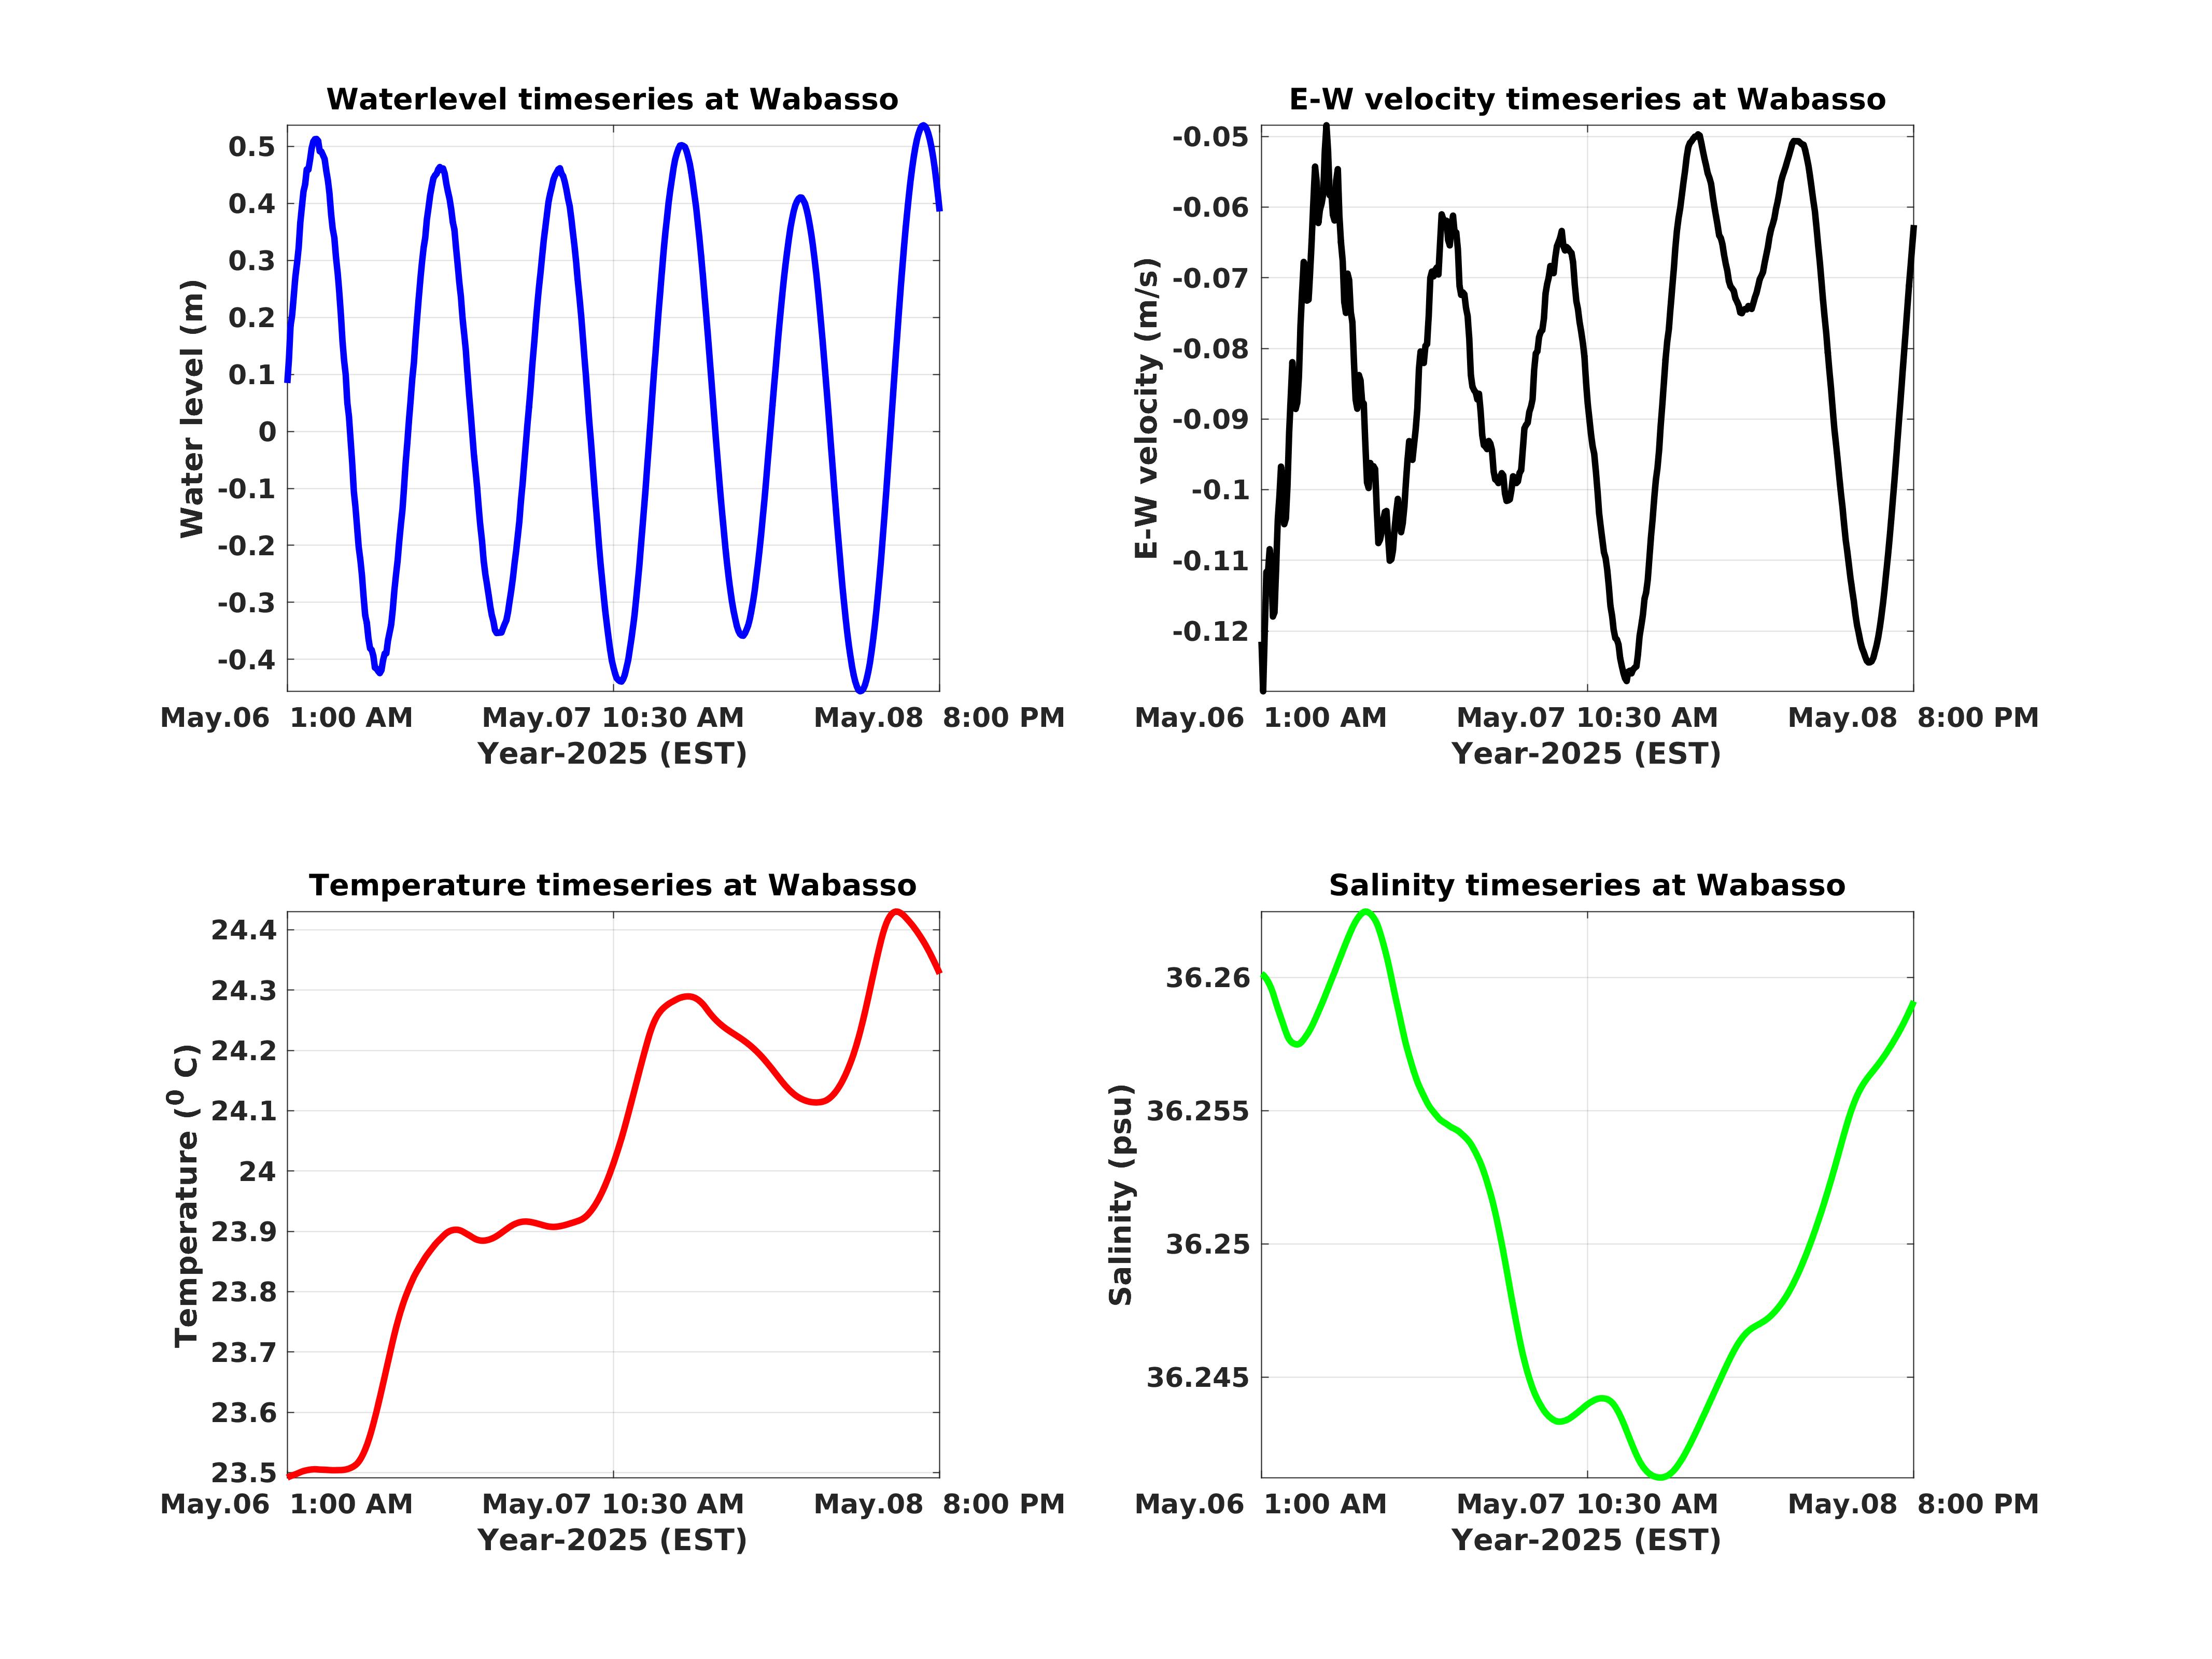 Waterlevel timeseries at Wabasso
0.5
0.4
0.3
0.2
0.1
0
-0.1
-0.2
-0.3
-0.4
Water level (m)
May.06  1:00 AM
May.07 10:30 AM
May.08  8:00 PM
Year-2025 (EST)
E-W velocity timeseries at Wabasso
-0.05
-0.06
-0.07
-0.08
-0.09
-0.1
-0.11
-0.12
E-W velocity (m/s)
May.06  1:00 AM
May.07 10:30 AM
May.08  8:00 PM
Year-2025 (EST)
Temperature timeseries at Wabasso
24.4
24.3
24.2
24.1
24
23.9
23.8
23.7
23.6
23.5
Temperature (⁰ C)
May.06  1:00 AM
May.07 10:30 AM
May.08  8:00 PM
Year-2025 (EST)
Salinity timeseries at Wabasso
36.26
36.255
36.25
36.245
Salinity (psu)
May.06  1:00 AM
May.07 10:30 AM
May.08  8:00 PM
Year-2025 (EST)